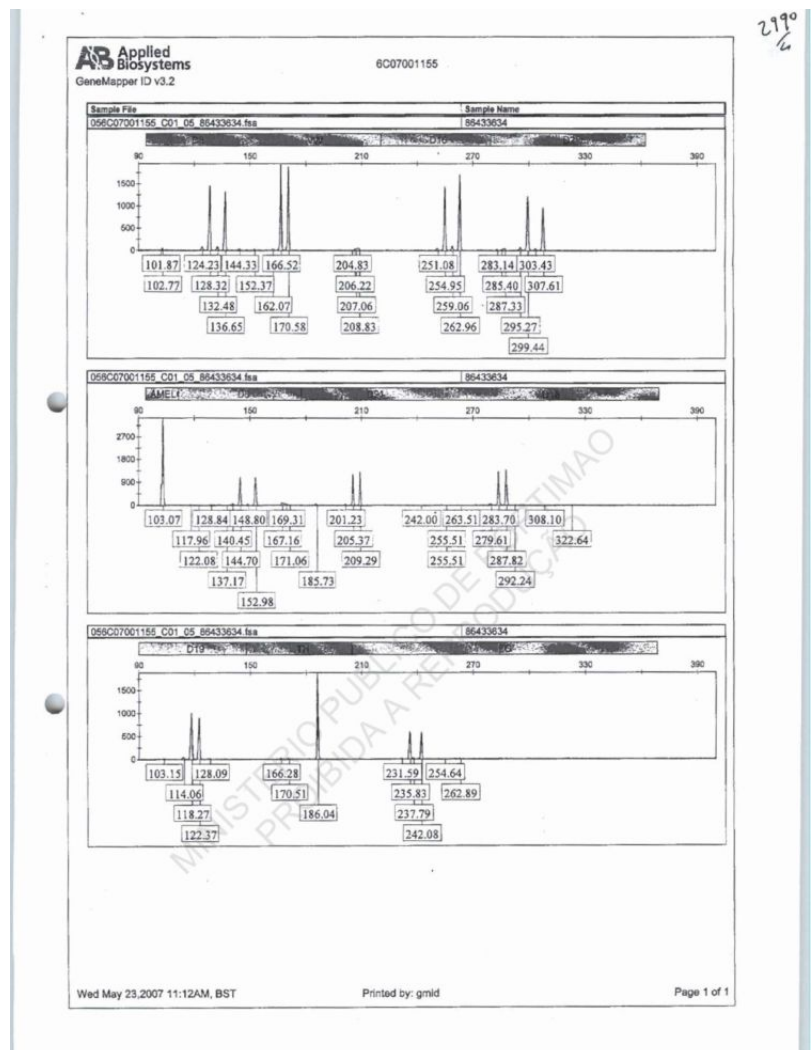 2990
AB Applied Biosystems
6C07001155
GeneMapper ID v3.2
Sample File Sample Name
056C07001155_C01_05_86433634.fsa 86433634
90 150 210 270 330 390
1500
1000
500
0
101.87 124.23 144.33 166.52 204.83 251.08 283.14 303.43
102.77 128.32 152.37 206.22 254.95 285.40 307.61
132.48 162.07 207.06 259.06 287.33
136.65 170.58 208.83 262.96 295.27
299.44
056C07001155_C01_05_86433634.fsa 86433634
AMEL
90 150 210 270 330 390
2700
1800
900
0
103.07 128.84 148.80 169.31 201.23 242.00 263.51 283.70 308.10
117.96 140.45 167.16 205.37 255.51 279.61 322.64
122.08 144.70 171.06 209.29 255.51 287.82
137.17 185.73 292.24
152.98
056C07001155_C01_05_86433634.fsa 86433634
D19
90 150 210 270 330 390
1500
1000
500
0
103.15 128.09 166.28 231.59 254.64
114.06 170.51 235.83 262.89
118.27 186.04 237.79
122.37 242.08
MINISTERIO PUBLICO DE PORTIMAO
PROIBIDA A REPRODUÇÃO
Wed May 23,2007 11:12AM, BST Printed by: gmid Page 1 of 1